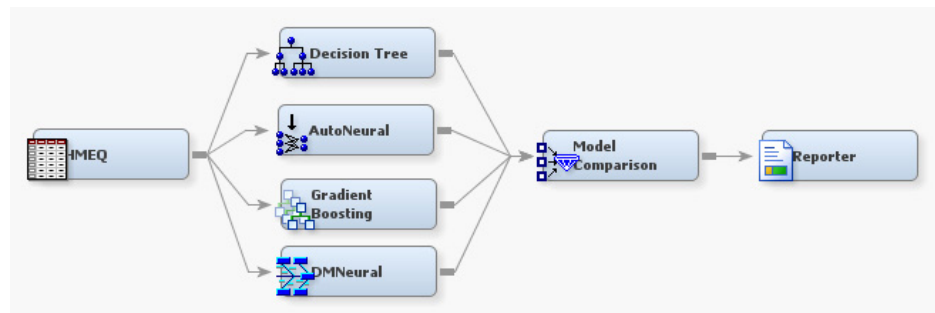 HMEQ
Decision Tree
AutoNeural
Gradient
Boosting
DMNeural
Model
Comparison
Reporter